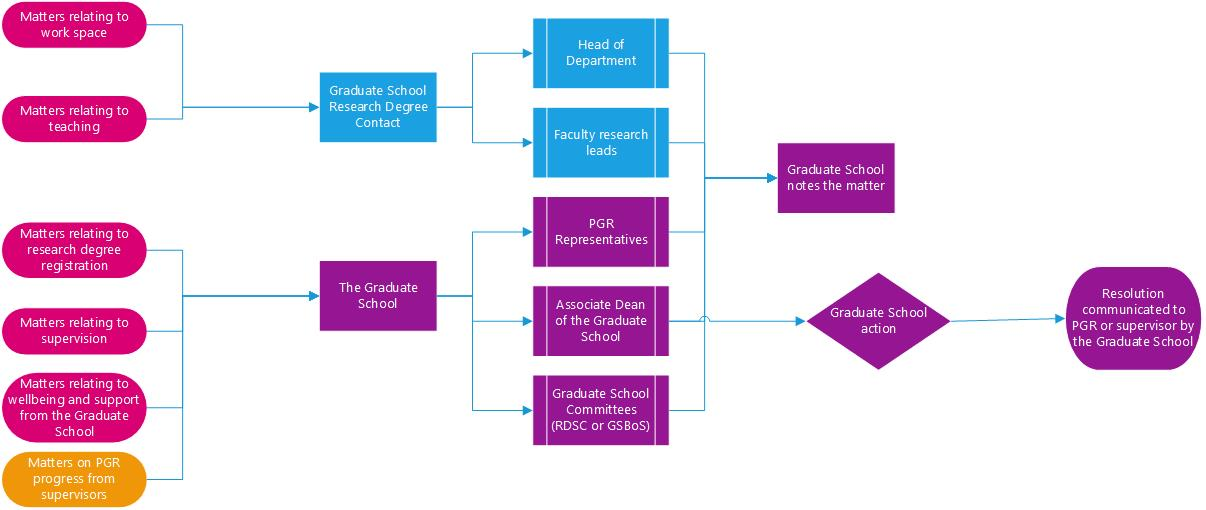 Matters relating to
work space
Matters relating to
teaching
Graduate School
Research Degree
Contact
Head of
Department
Faculty research
leads
Graduate School
notes the matter
Matters relating to
research degree
registration
Matters relating to
supervision
Matters relating to
wellbeing and support
from the Graduate
School
Matters on PGR
progress from
supervisors
The Graduate
School
PGR
Representatives
Associate Dean
of the Graduate
School
Graduate School
Committees
(RDSC or GSBoS)
Graduate School
action
Resolution
communicated to
PGR or supervisor by
the Graduate School